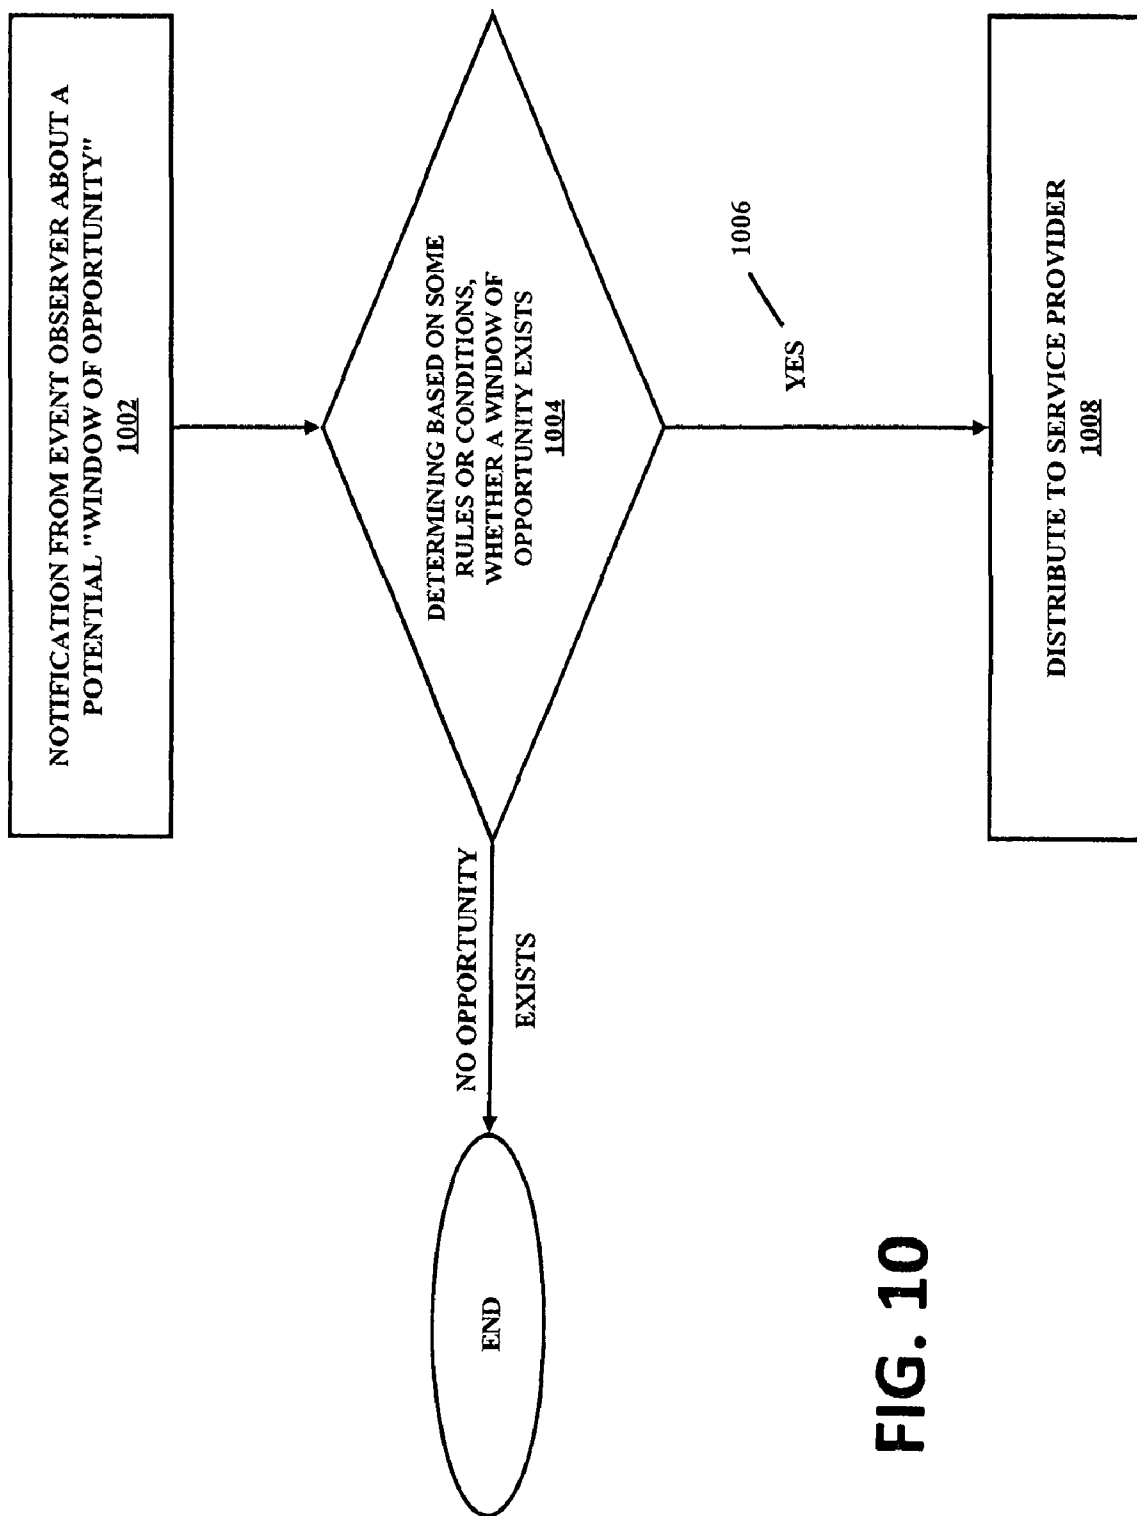 NOTIFICATION FROM EVENT OBSERVER ABOUT A
POTENTIAL "WINDOW OF OPPORTUNITY"
1002
DETERMINING BASED ON SOME
RULES OR CONDITIONS,
WHETHER A WINDOW OF
OPPORTUNITY EXISTS
1004
NO OPPORTUNITY
EXISTS
END
YES
1006
DISTRIBUTE TO SERVICE PROVIDER
1008
FIG. 10